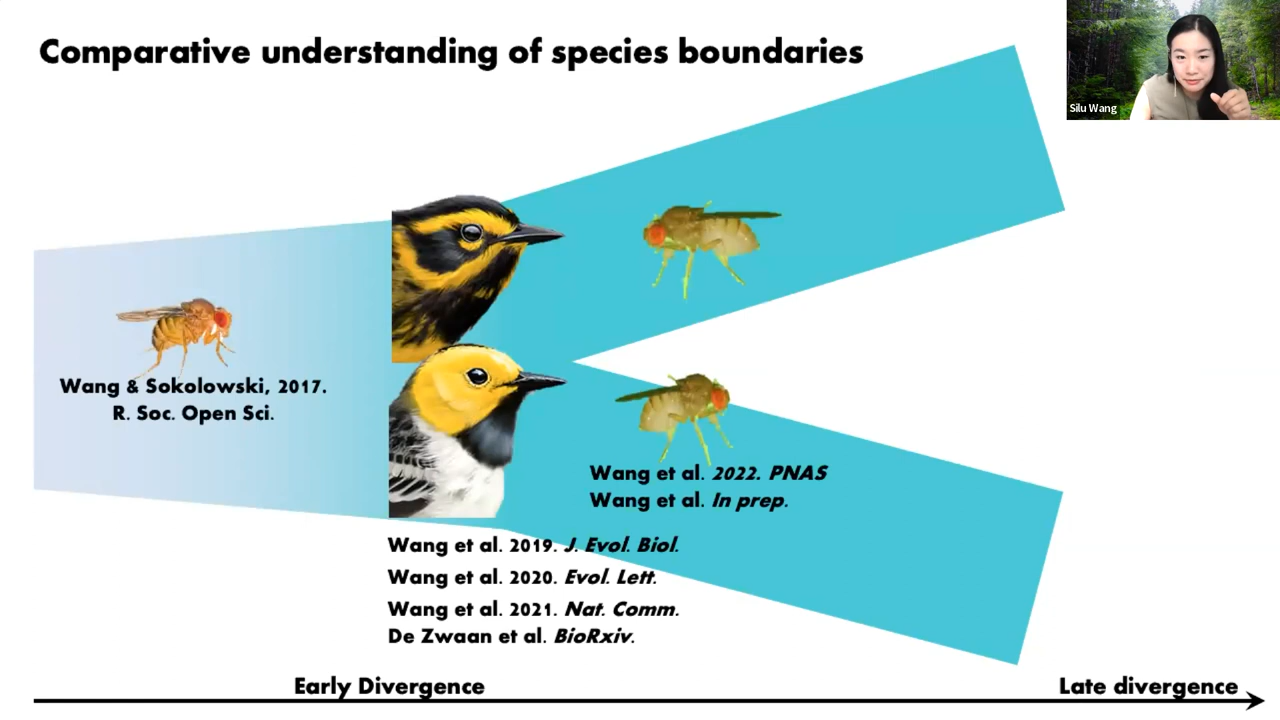 Comparative understanding of species boundaries
Silu Wang
Wang & Sokolowski, 2017.
R. Soc. Open Sci.
Wang et al. 2022. PNAS
Wang et al. In prep.
Wang et al. 2019. J. Evol. Biol.
Wang et al. 2020. Evol. Lett.
Wang et al. 2021. Nat. Comm.
De Zwaan et al. BioRxiv.
Early Divergence
Late divergence